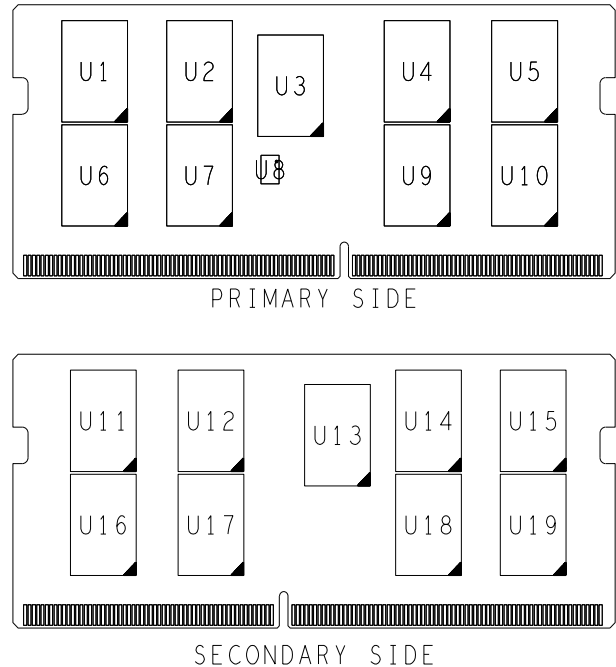 U1 U2 U3 U4 U5
U6 U7 U8 U9 U10
PRIMARY SIDE
U11 U12 U13 U14 U15
U16 U17 U18 U19
SECONDARY SIDE